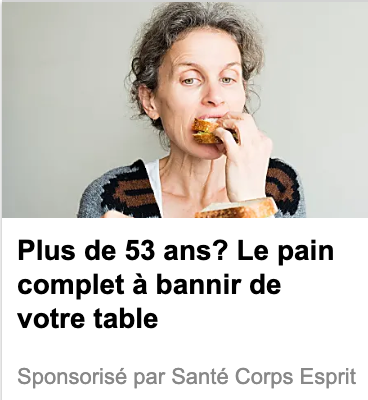 Plus de 53 ans? Le pain
complet à bannir de
votre table
Sponsorisé par Santé Corps Esprit